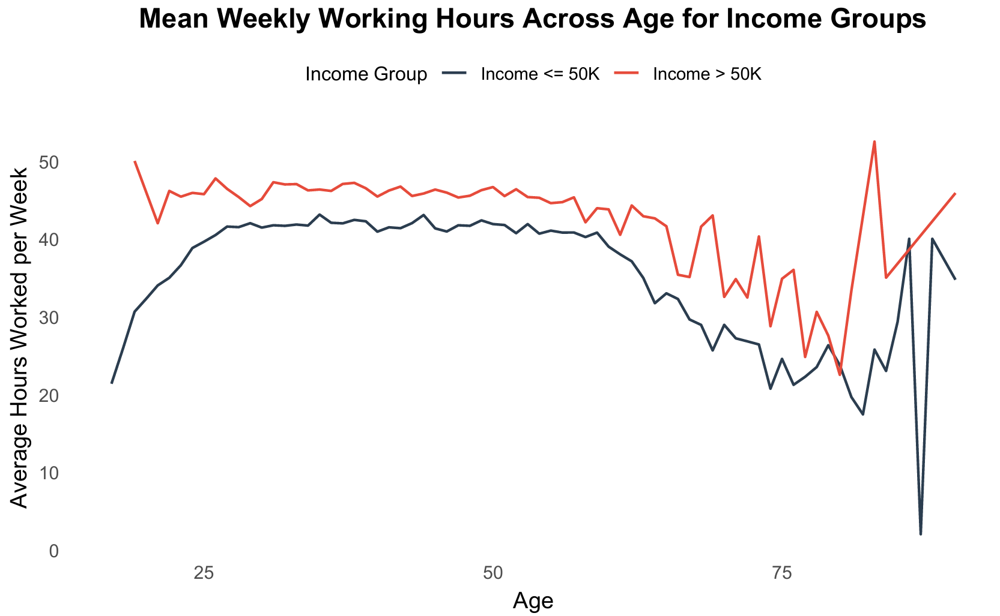 Mean Weekly Working Hours Across Age for Income Groups
Income Group Income <= 50K Income > 50K
Average Hours Worked per Week
50
40
30
20
10
0
25 50 75
Age